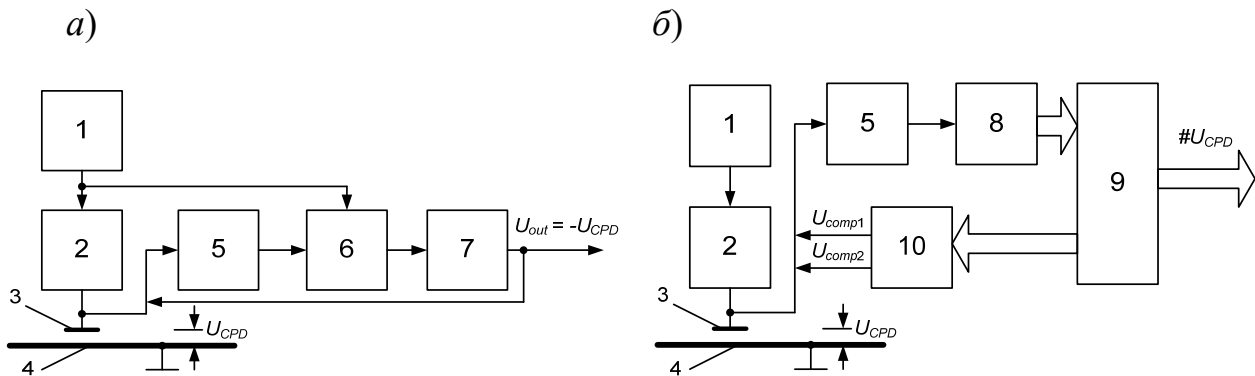 а)
1
2
5
6
7
U_out = -U_CPD
3
U_CPD
4
б)
1
5
8
9
#U_CPD
2
U_comp1
U_comp2
10
3
U_CPD
4